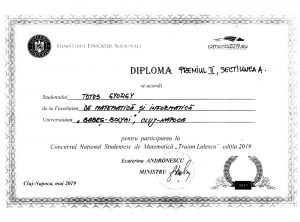 MINISTERUL EDUCAȚIEI NAȚIONALE
romania2019.eu
DIPLOMA PREMIUL II, SECTIUNEA A.
se acordă
Studentului TOTOS GYÖRGY
de la Facultatea DE MATEMATICĂ ȘI INFORMATICĂ
Universitatea "BABEȘ-BOLYAI", CLUJ-NAPOCA
pentru participarea la
Concursul Național Studențesc de Matematică „Traian Lalescu”, ediția 2019
Ecaterina ANDRONESCU
MINISTRU
Cluj-Napoca, mai 2019
2019